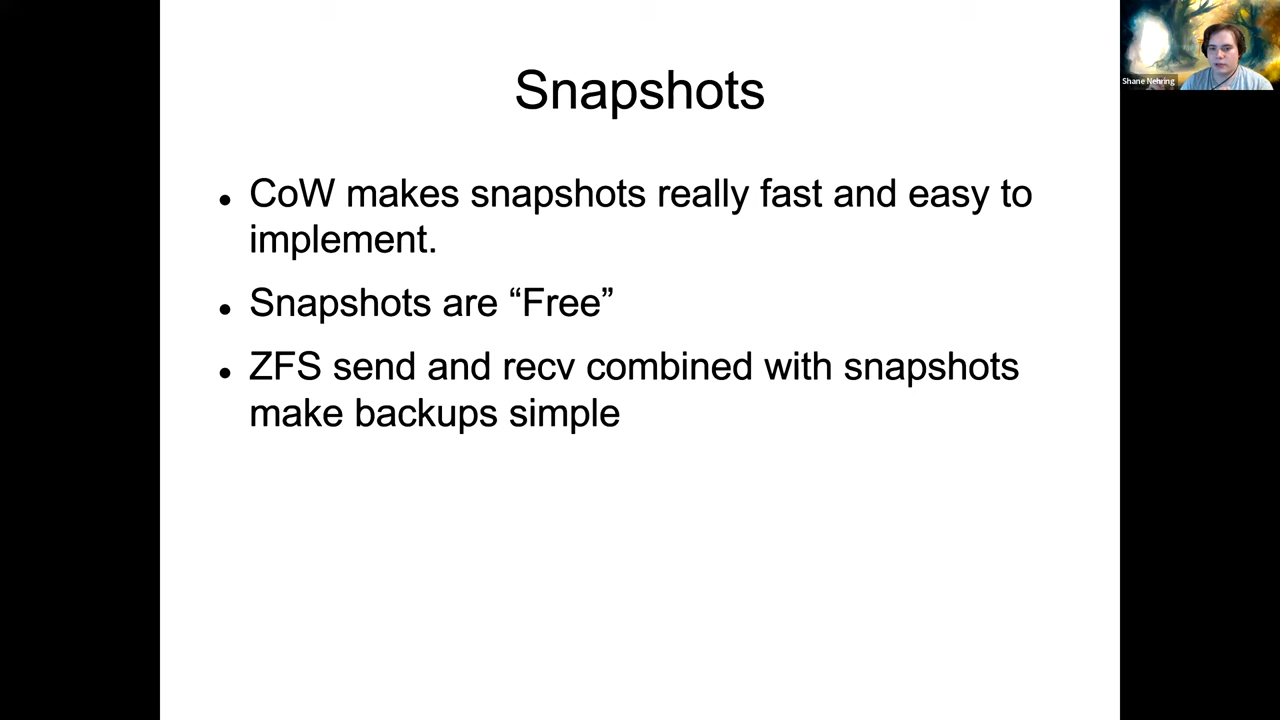 Snapshots
Shane Nehring
● CoW makes snapshots really fast and easy to
implement.
● Snapshots are “Free”
● ZFS send and recv combined with snapshots
make backups simple